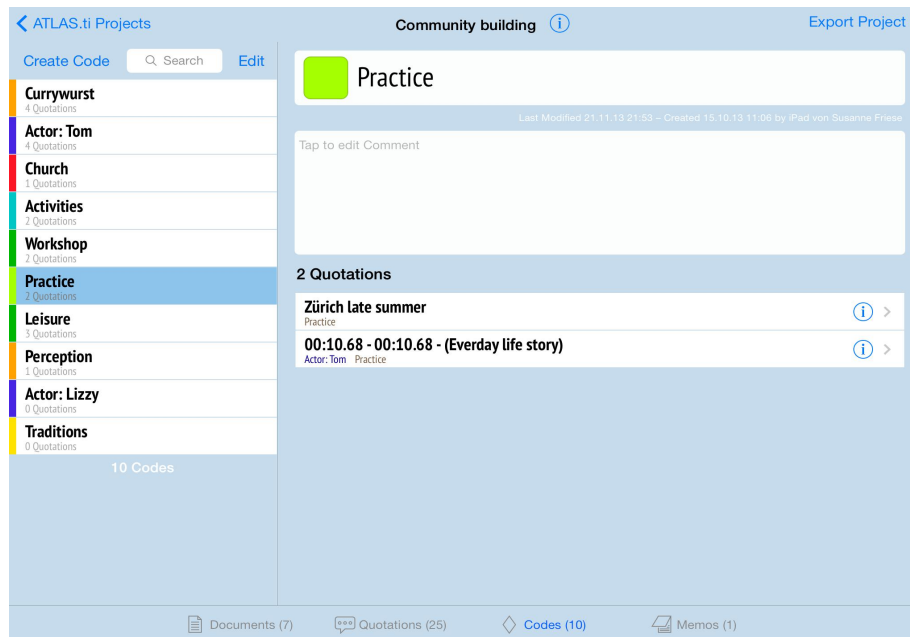 ATLAS.ti Projects
Community building
Export Project
Create Code
Search
Edit
Currywurst
4 Quotations
Actor: Tom
4 Quotations
Church
1 Quotations
Activities
2 Quotations
Workshop
2 Quotations
Practice
2 Quotations
Leisure
3 Quotations
Perception
1 Quotations
Actor: Lizzy
0 Quotations
Traditions
0 Quotations
10 Codes
Practice
Last Modified 21.11.13 21:53 – Created 15.10.13 11:06 by iPad von Susanne Friese
Tap to edit Comment
2 Quotations
Zürich late summer
Practice
00:10.68 - 00:10.68 - (Everday life story)
Actor: Tom Practice
Documents (7)
Quotations (25)
Codes (10)
Memos (1)